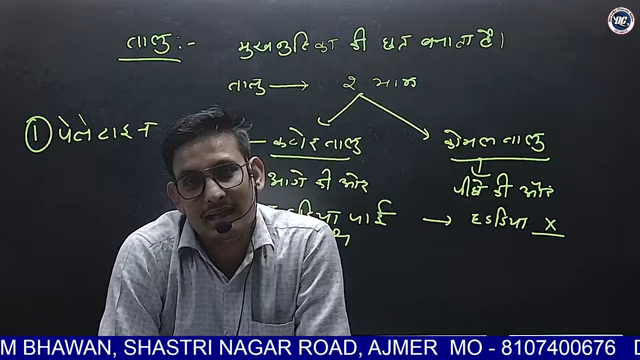 तालु :- मुखगुहिका की छत बनाता है।
तालु → 2 भाग
① पेलेटाइन
कठोर तालु
कोमल तालु
आगे की ओर
पीछे की ओर
हड्डिया पाई
→ हड्डिया X
M BHAWAN, SHASTRI NAGAR ROAD, AJMER MO - 8107400676